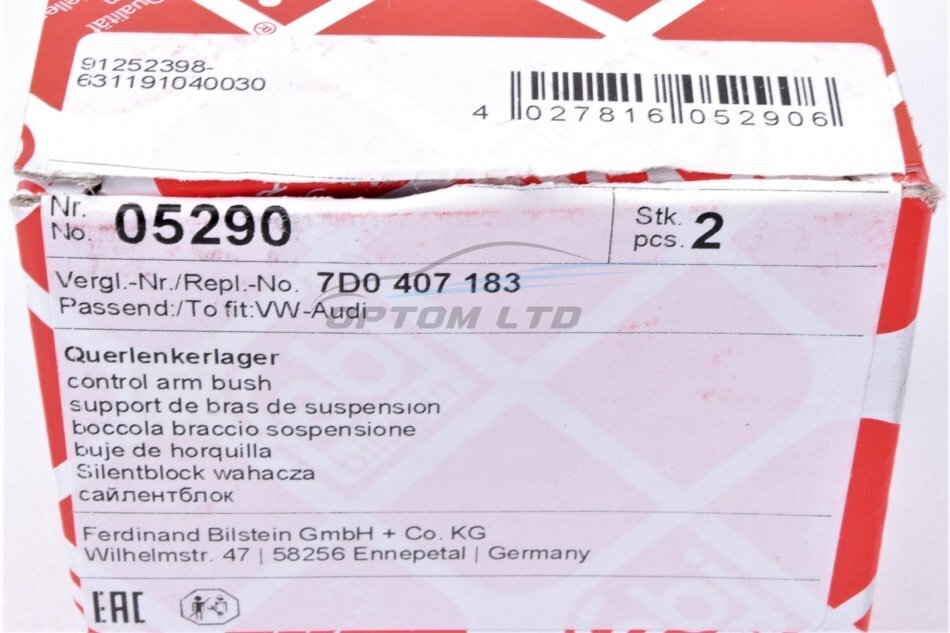 Qualität
®
91252398-
631191040030
4 027816 052906
Nr.
No. 05290
Stk.
pcs. 2
Vergl.-Nr./Repl.-No. 7D0 407 183
Passend:/To fit:VW-Audi
OPTOM LTD
Querlenkerlager
control arm bush
support de bras de suspension
boccola braccio sospensione
buje de horquilla
Silentblock wahacza
сайлентблок
Ferdinand Bilstein GmbH + Co. KG
Wilhelmstr. 47 | 58256 Ennepetal | Germany
EAC